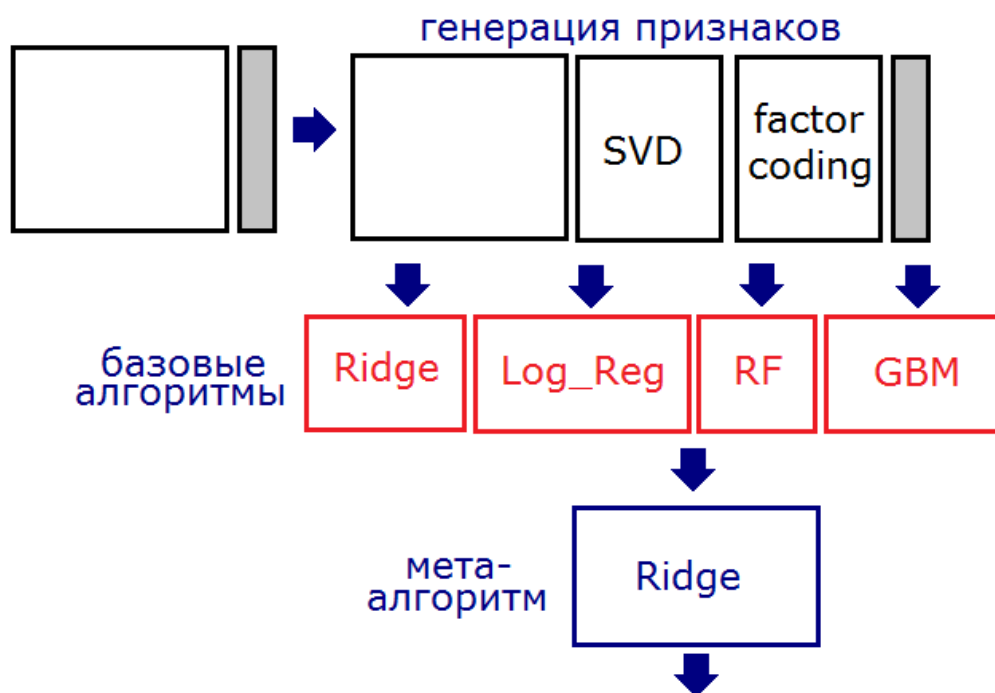 генерация признаков
SVD
factor
coding
базовые
алгоритмы
Ridge
Log_Reg
RF
GBM
мета-
алгоритм
Ridge